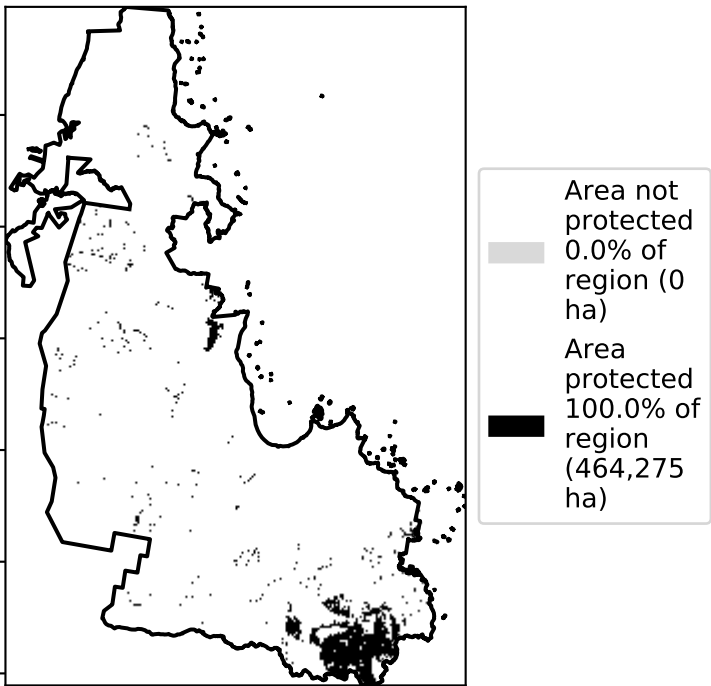 Area not
protected
0.0% of
region (0
ha)
Area
protected
100.0% of
region
(464,275
ha)